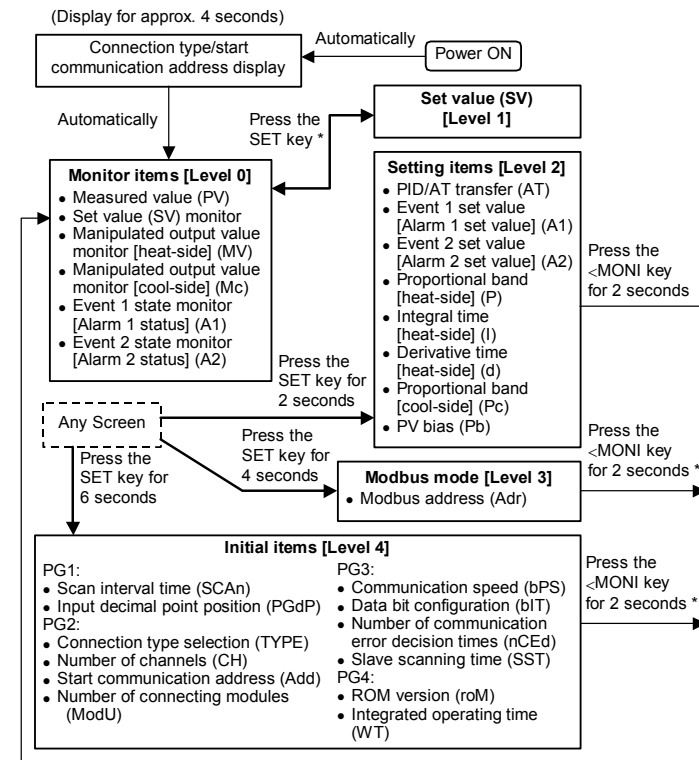 (Display for approx. 4 seconds)
Connection type/start
communication address display
Automatically
Power ON
Automatically
Press the
SET key *
Set value (SV)
[Level 1]
Monitor items [Level 0]
• Measured value (PV)
• Set value (SV) monitor
• Manipulated output value
monitor [heat-side] (MV)
• Manipulated output value
monitor [cool-side] (Mc)
• Event 1 state monitor
[Alarm 1 status] (A1)
• Event 2 state monitor
[Alarm 2 status] (A2)
Setting items [Level 2]
• PID/AT transfer (AT)
• Event 1 set value
[Alarm 1 set value] (A1)
• Event 2 set value
[Alarm 2 set value] (A2)
• Proportional band
[heat-side] (P)
• Integral time
[heat-side] (I)
• Derivative time
[heat-side] (d)
• Proportional band
[cool-side] (Pc)
• PV bias (Pb)
Press the
<MONI key
for 2 seconds
Press the
SET key for
2 seconds
Any Screen
Press the
SET key for
4 seconds
Press the
SET key for
6 seconds
Modbus mode [Level 3]
• Modbus address (Adr)
Press the
<MONI key
for 2 seconds *
Initial items [Level 4]
PG1:
• Scan interval time (SCAn)
• Input decimal point position (PGdP)
PG2:
• Connection type selection (TYPE)
• Number of channels (CH)
• Start communication address (Add)
• Number of connecting modules
(ModU)
PG3:
• Communication speed (bPS)
• Data bit configuration (bIT)
• Number of communication
error decision times (nCEd)
• Slave scanning time (SST)
PG4:
• ROM version (roM)
• Integrated operating time
(WT)
Press the
<MONI key
for 2 seconds *